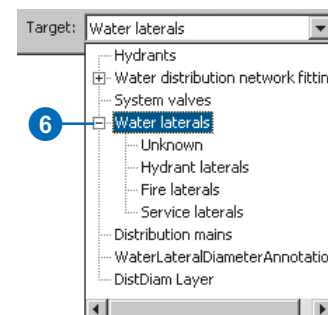 Target: Water laterals
Hydrants
Water distribution network fittin
System valves
6 Water laterals
Unknown
Hydrant laterals
Fire laterals
Service laterals
Distribution mains
WaterLateralDiameterAnnotatio
DistDiam Layer